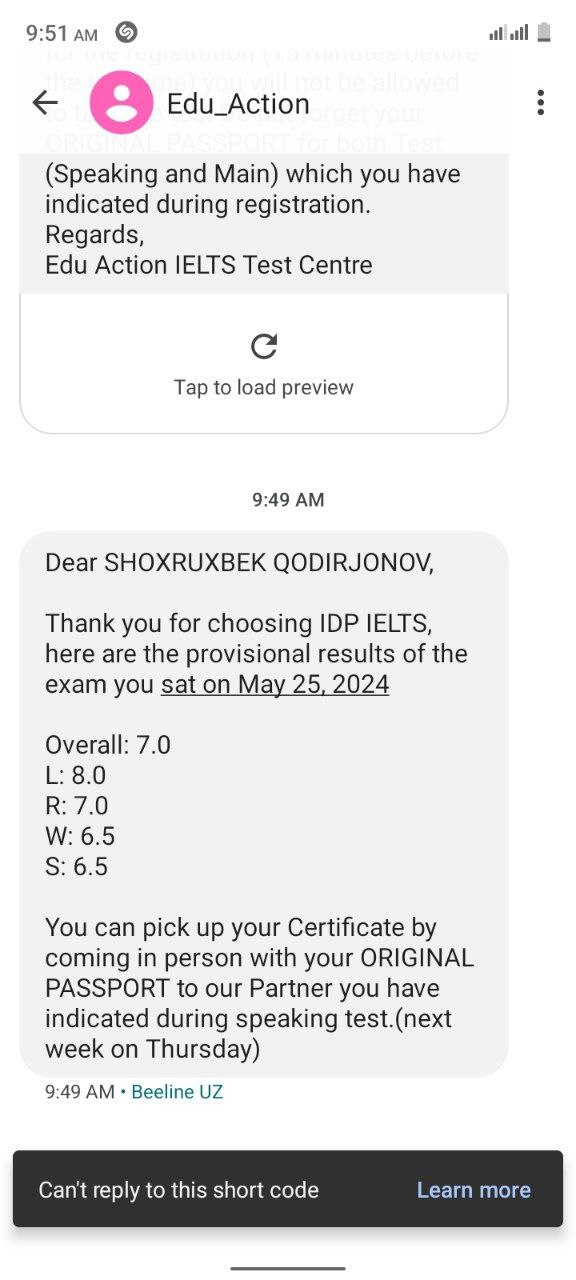 9:51 AM
for the registration (15 minutes before
the time) you will not be allowed
Edu_Action
forget your
ORIGINAL PASSPORT for both Test
(Speaking and Main) which you have
indicated during registration.
Regards,
Edu Action IELTS Test Centre
Tap to load preview
9:49 AM
Dear SHOXRUXBEK QODIRJONOV,
Thank you for choosing IDP IELTS,
here are the provisional results of the
exam you sat on May 25, 2024
Overall: 7.0
L: 8.0
R: 7.0
W: 6.5
S: 6.5
You can pick up your Certificate by
coming in person with your ORIGINAL
PASSPORT to our Partner you have
indicated during speaking test.(next
week on Thursday)
9:49 AM • Beeline UZ
Can't reply to this short code
Learn more